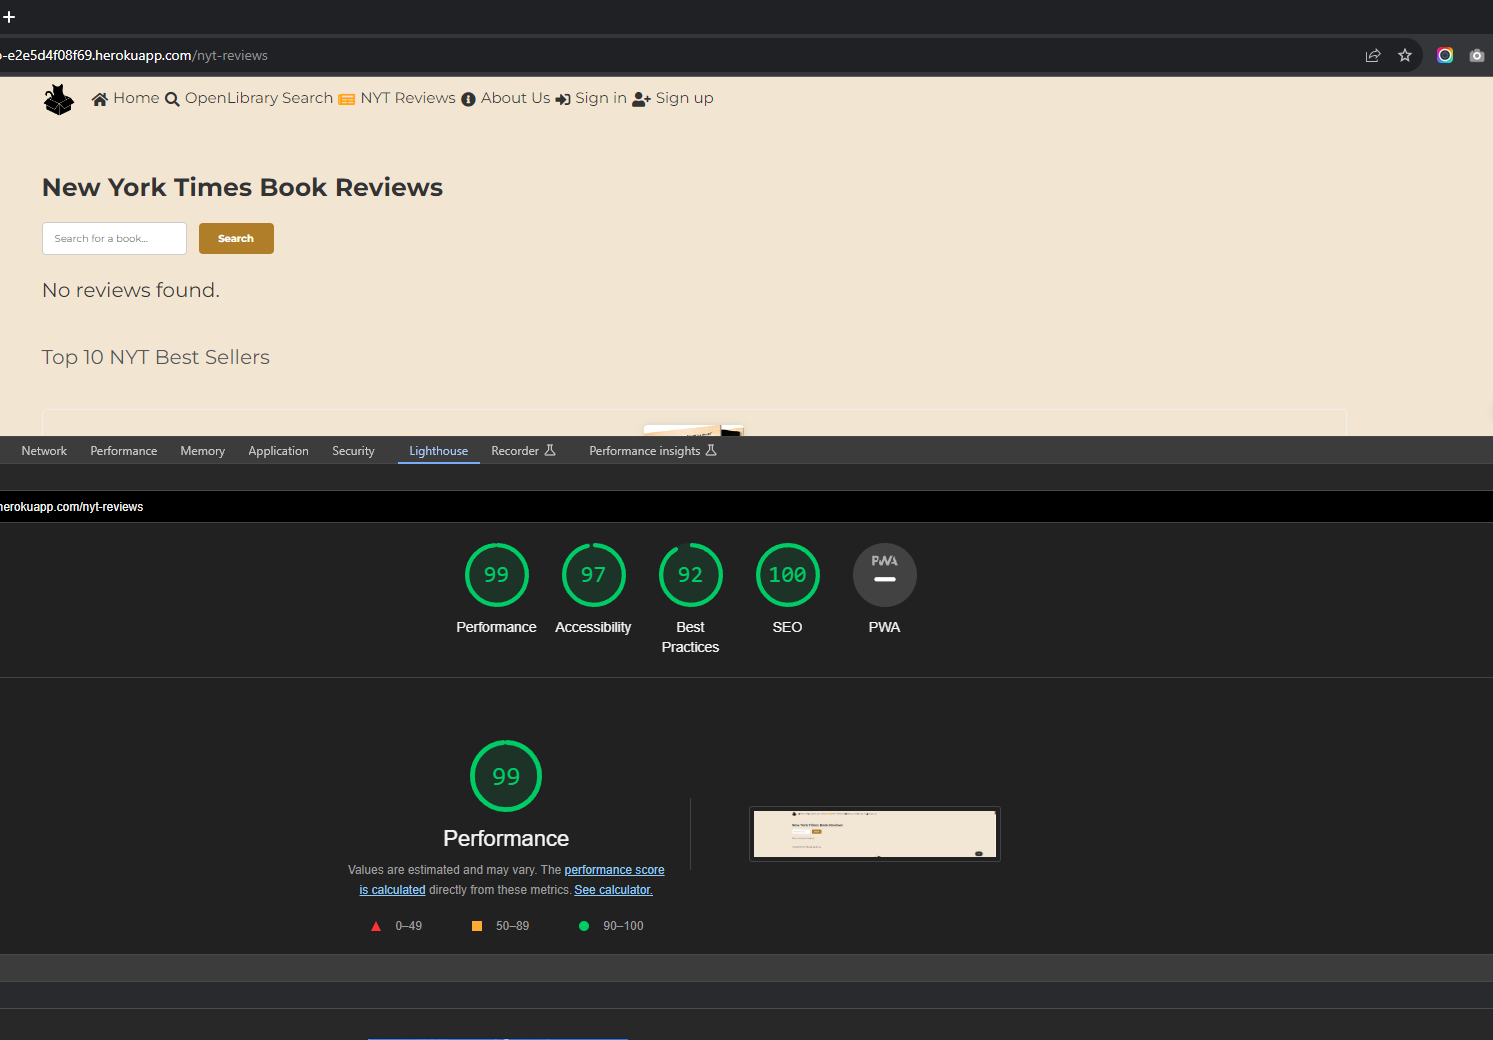 -e2e5d4f08f69.herokuapp.com/nyt-reviews
Home OpenLibrary Search NYT Reviews About Us Sign in Sign up
New York Times Book Reviews
Search for a book...
Search
No reviews found.
Top 10 NYT Best Sellers
Network Performance Memory Application Security Lighthouse Recorder Performance insights
herokuapp.com/nyt-reviews
99 97 92 100 PWA
Performance Accessibility Best Practices SEO PWA
99
Performance
Values are estimated and may vary. The performance score
is calculated directly from these metrics. See calculator.
0–49 50–89 90–100